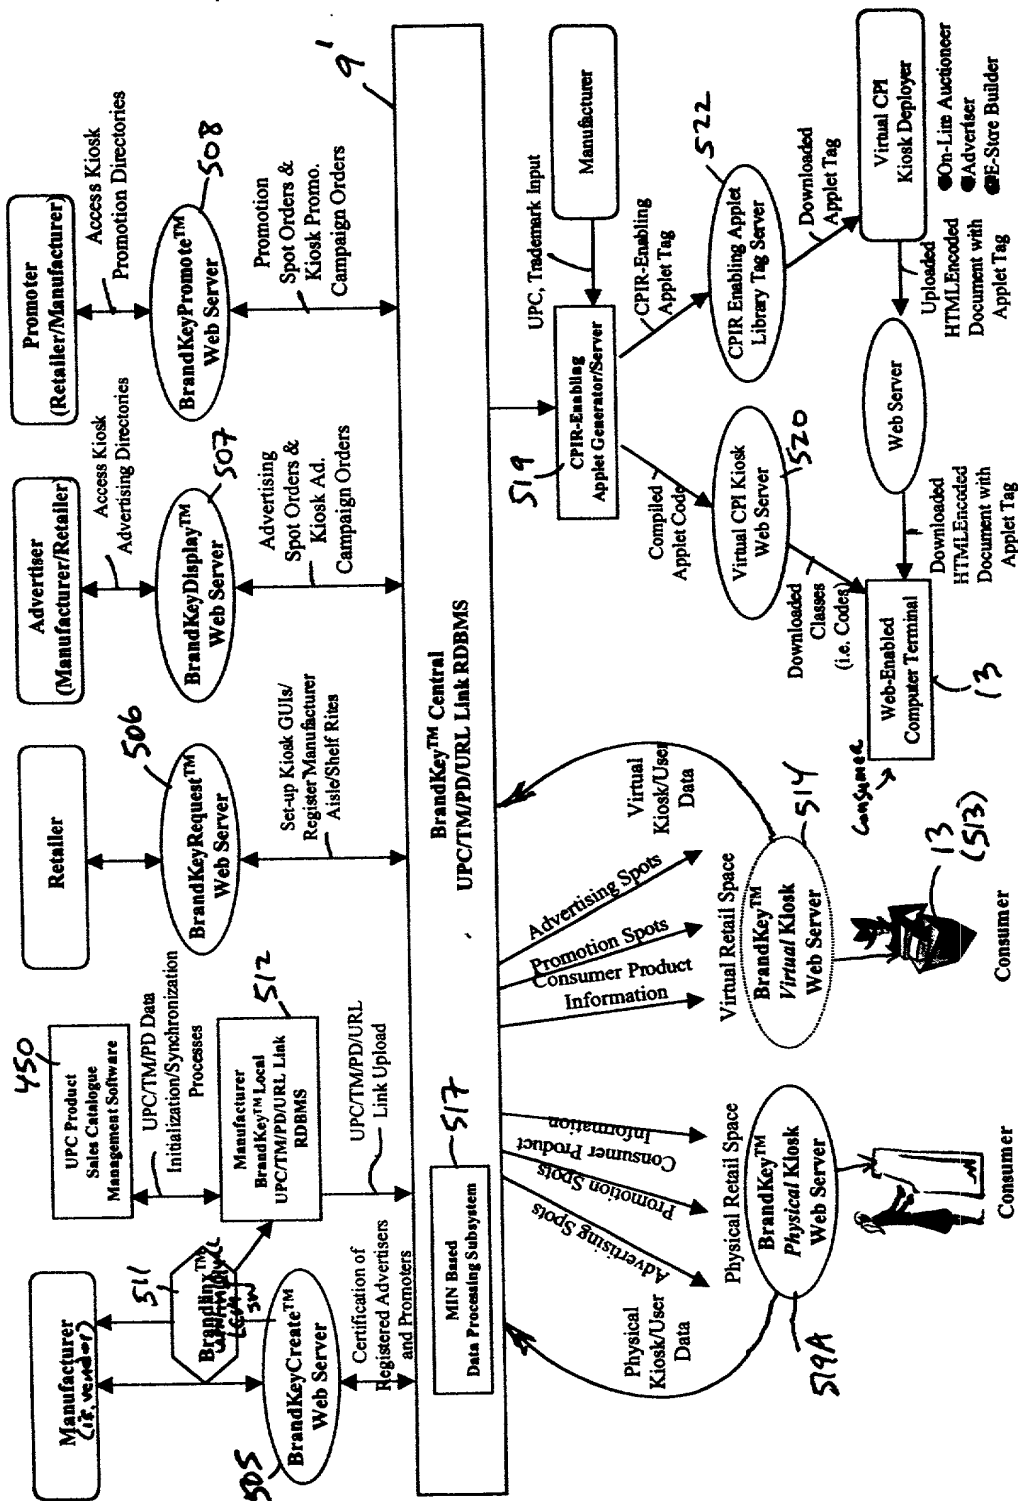 Manufacturer
(ie, vendor)
511
Brandlinx™
505
BrandKeyCreate™
Web Server
Certification of
Registered Advertisers
and Promoters
450
UPC Product
Sales Catalogue
Management Software
UPC/TM/PD Data
Initialization/Synchronization
Processes
512
Manufacturer
BrandKey™ Local
UPC/TM/PD/URL Link
RDBMS
UPC/TM/PD/URL
Link Upload
Retailer
506
BrandKeyRequest™
Web Server
Set-up Kiosk GUIs/
Register Manufacturer
Aisle/Shelf Rites
Advertiser
(Manufacturer/Retailer)
Access Kiosk
Advertising Directories
507
BrandKeyDisplay™
Web Server
Advertising
Spot Orders &
Kiosk Ad.
Campaign Orders
Promoter
(Retailer/Manufacturer)
Access Kiosk
Promotion Directories
508
BrandKeyPromote™
Web Server
Promotion
Spot Orders &
Kiosk Promo.
Campaign Orders
9'
BrandKey™ Central
UPC/TM/PD/URL Link RDBMS
MIN Based
Data Processing Subsystem
517
Physical
Kiosk/User
Data
Advertising Spots
Promotion Spots
Consumer Product
Information
Physical Retail Space
BrandKey™
Physical Kiosk
Web Server
519A
Consumer
Consumer Product
Information
Promotion Spots
Advertising Spots
Virtual Retail Space
BrandKey™
Virtual Kiosk
Web Server
514
Virtual
Kiosk/User
Data
13
(513)
Consumer
519
CPIR-Enabling
Applet Generator/Server
UPC, Trademark Input
Manufacturer
Compiled
Applet Code
CPIR-Enabling
Applet Tag
Virtual CPI Kiosk
Web Server
520
CPIR Enabling Applet
Library Tag Server
522
Downloaded
Classes
(i.e. Codes)
Downloaded
Applet Tag
Consumer
Web-Enabled
Computer Terminal
13
Downloaded
HTMLEncoded
Document with
Applet Tag
Web Server
Uploaded
HTMLEncoded
Document with
Applet Tag
Virtual CPI
Kiosk Deployer
●On-Line Auctioneer
●Advertiser
●E-Store Builder